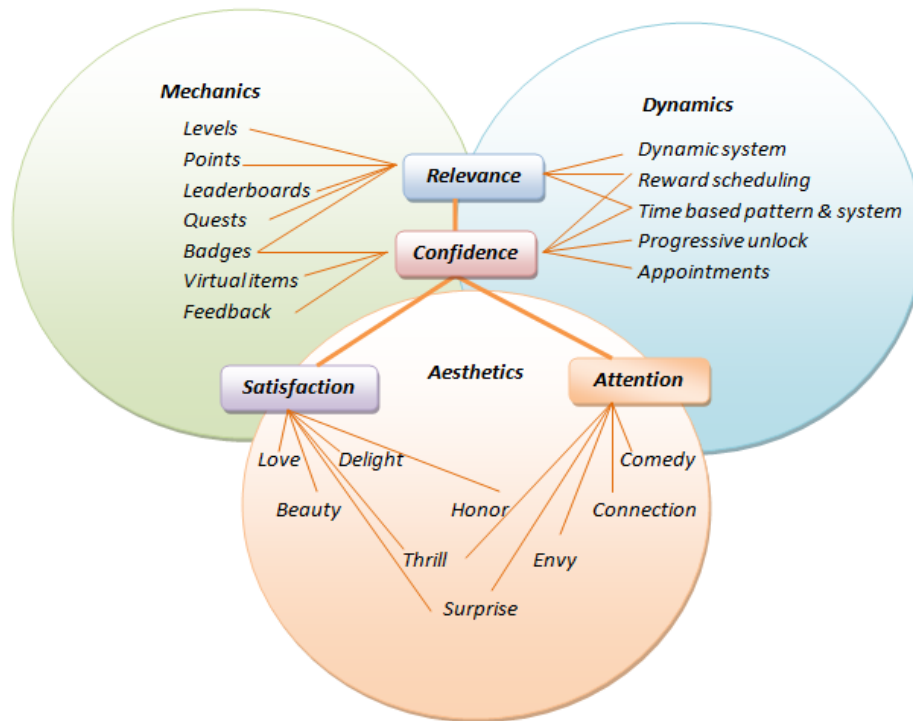 Mechanics
Levels
Points
Leaderboards
Quests
Badges
Virtual items
Feedback
Relevance
Confidence
Dynamics
Dynamic system
Reward scheduling
Time based pattern & system
Progressive unlock
Appointments
Satisfaction
Aesthetics
Attention
Love
Delight
Comedy
Beauty
Honor
Connection
Thrill
Envy
Surprise